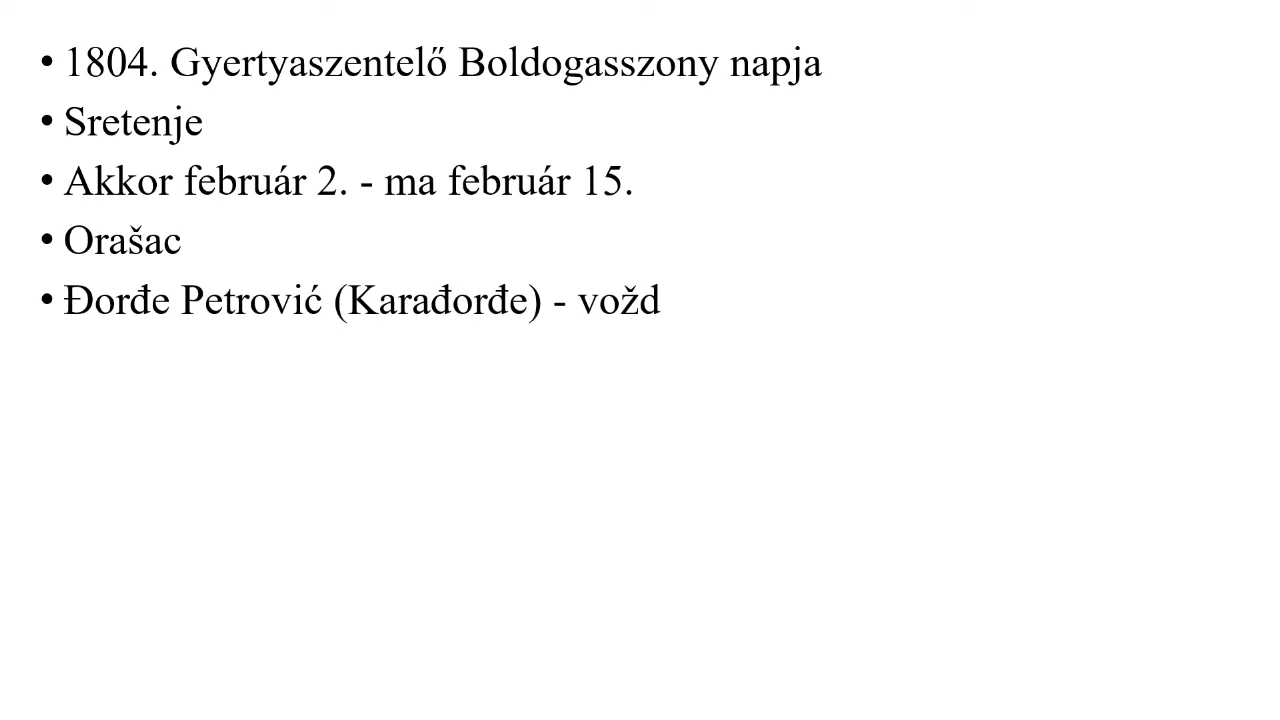 • 1804. Gyertyaszentelő Boldogasszony napja
• Sretenje
• Akkor február 2. - ma február 15.
• Orašac
• Đorđe Petrović (Karađorđe) - vožd